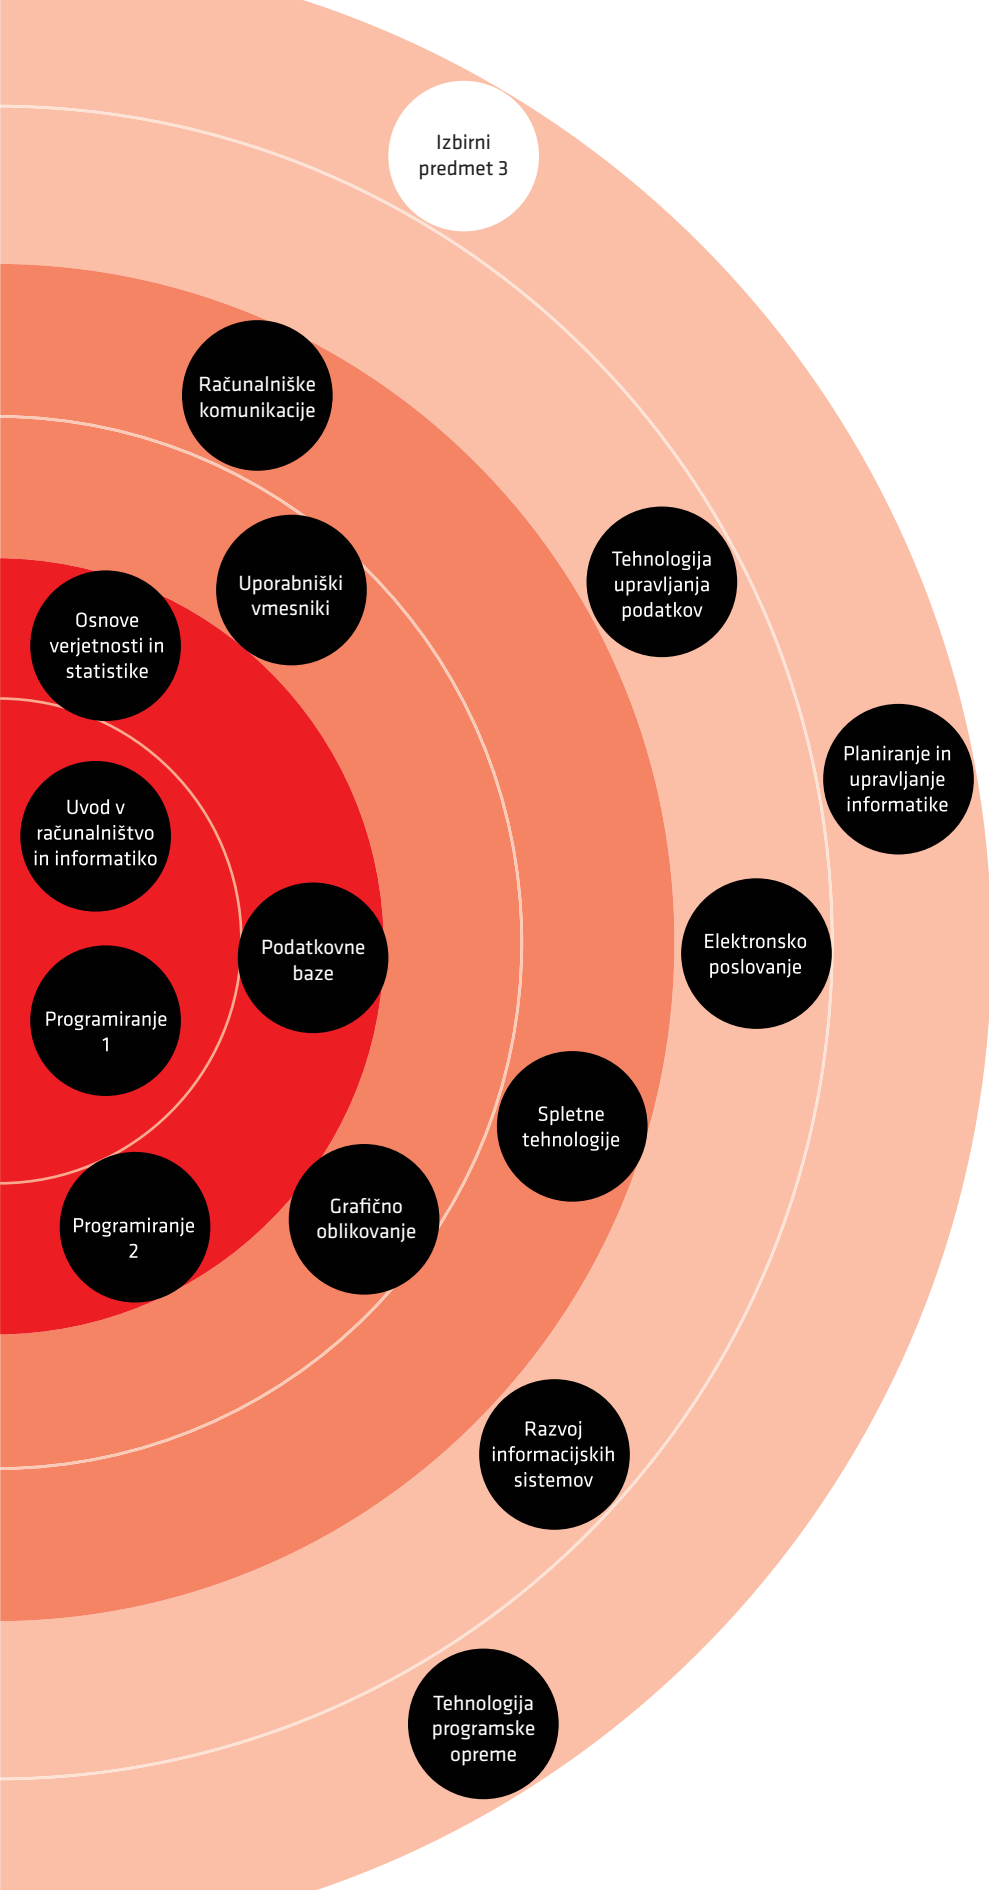 Izbirni
predmet 3
Računalniške
komunikacije
Tehnologija
upravljanja
podatkov
Uporabniški
vmesniki
Osnove
verjetnosti in
statistike
Planiranje in
upravljanje
informatike
Uvod v
računalništvo
in informatiko
Elektronsko
poslovanje
Podatkovne
baze
Programiranje
1
Spletne
tehnologije
Grafično
oblikovanje
Programiranje
2
Razvoj
informacijskih
sistemov
Tehnologija
programske
opreme